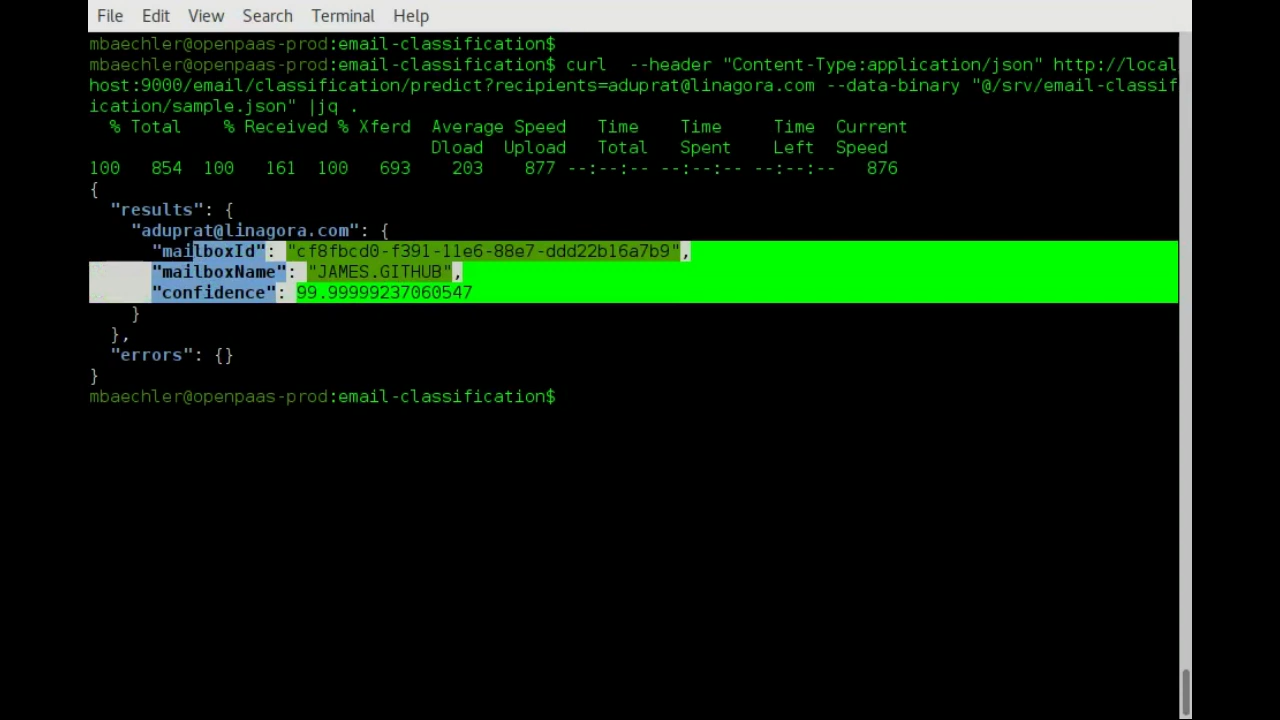 File Edit View Search Terminal Help
mbaechler@openpaas-prod:email-classification$
mbaechler@openpaas-prod:email-classification$ curl  --header "Content-Type:application/json" http://local
host:9000/email/classification/predict?recipients=aduprat@linagora.com --data-binary "@/srv/email-classif
ication/sample.json" |jq .
  % Total    % Received % Xferd  Average Speed   Time    Time     Time  Current
                                 Dload  Upload   Total   Spent    Left  Speed
100   854  100   161  100   693    203    877 --:--:-- --:--:-- --:--:--   876
{
  "results": {
    "aduprat@linagora.com": {
      "mailboxId": "cf8fbcd0-f391-11e6-88e7-ddd22b16a7b9",
      "mailboxName": "JAMES.GITHUB",
      "confidence": 99.99999237060547
    }
  },
  "errors": {}
}
mbaechler@openpaas-prod:email-classification$